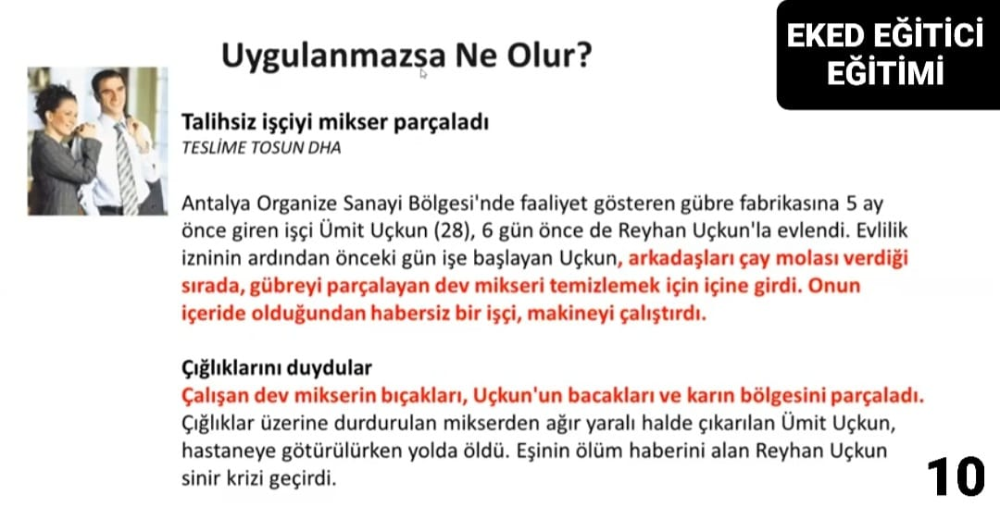 EKED EĞİTİCİ
EĞİTİMİ
Uygulanmazsa Ne Olur?
Talihsiz işçiyi mikser parçaladı
TESLİME TOSUN DHA
Antalya Organize Sanayi Bölgesi'nde faaliyet gösteren gübre fabrikasına 5 ay
önce giren işçi Ümit Uçkun (28), 6 gün önce de Reyhan Uçkun'la evlendi. Evlilik
izninin ardından önceki gün işe başlayan Uçkun, arkadaşları çay molası verdiği
sırada, gübreyi parçalayan dev mikseri temizlemek için içine girdi. Onun
içeride olduğundan habersiz bir işçi, makineyi çalıştırdı.
Çığlıklarını duydular
Çalışan dev mikserin bıçakları, Uçkun'un bacakları ve karın bölgesini parçaladı.
Çığlıklar üzerine durdurulan mikserden ağır yaralı halde çıkarılan Ümit Uçkun,
hastaneye götürülürken yolda öldü. Eşinin ölüm haberini alan Reyhan Uçkun
sinir krizi geçirdi.
10